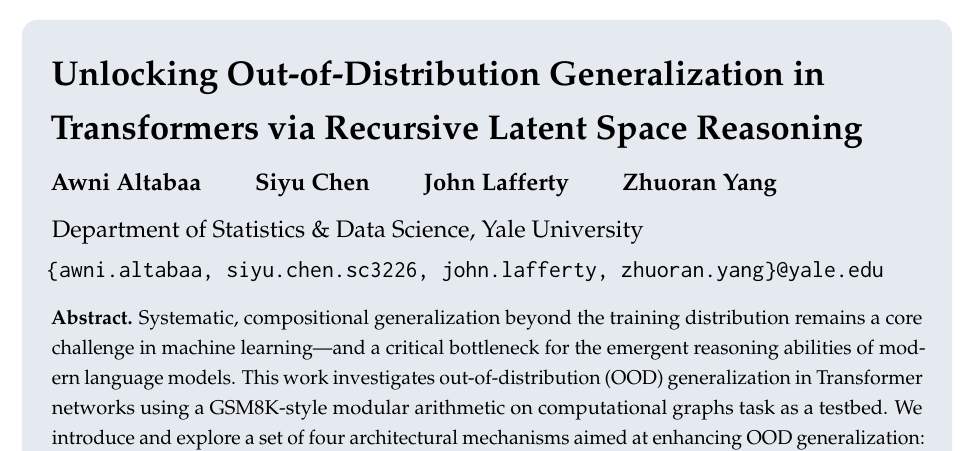 Unlocking Out-of-Distribution Generalization in
Transformers via Recursive Latent Space Reasoning
Awni Altabaa Siyu Chen John Lafferty Zhuoran Yang
Department of Statistics & Data Science, Yale University
{awni.altabaa, siyu.chen.sc3226, john.lafferty, zhuoran.yang}@yale.edu
Abstract. Systematic, compositional generalization beyond the training distribution remains a core
challenge in machine learning—and a critical bottleneck for the emergent reasoning abilities of mod-
ern language models. This work investigates out-of-distribution (OOD) generalization in Transformer
networks using a GSM8K-style modular arithmetic on computational graphs task as a testbed. We
introduce and explore a set of four architectural mechanisms aimed at enhancing OOD generalization: